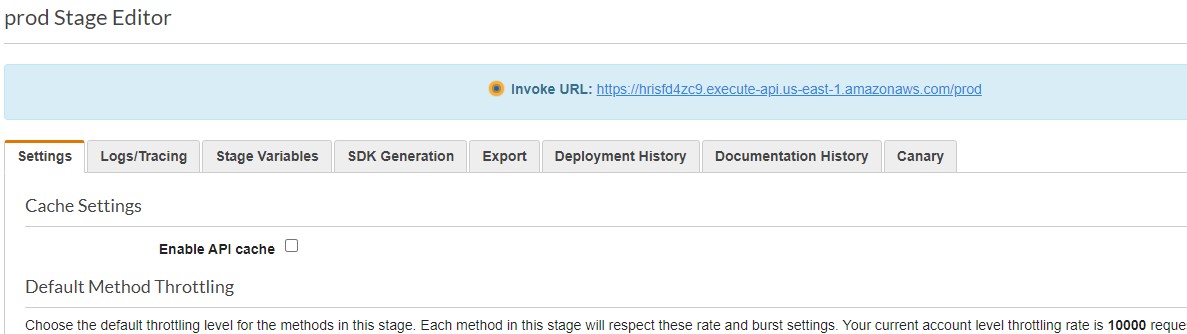 prod Stage Editor
Invoke URL: https://hrisfd4zc9.execute-api.us-east-1.amazonaws.com/prod
Settings Logs/Tracing Stage Variables SDK Generation Export Deployment History Documentation History Canary
Cache Settings
Enable API cache
Default Method Throttling
Choose the default throttling level for the methods in this stage. Each method in this stage will respect these rate and burst settings. Your current account level throttling rate is 10000 reque